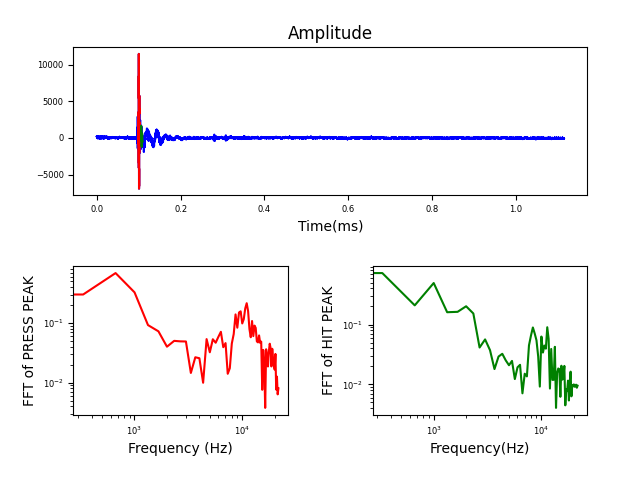 Amplitude
10000
5000
0
−5000
0.0 0.2 0.4 0.6 0.8 1.0
Time(ms)
FFT of PRESS PEAK
10⁻¹
10⁻²
10³ 10⁴
Frequency (Hz)
FFT of HIT PEAK
10⁻¹
10⁻²
10³ 10⁴
Frequency(Hz)